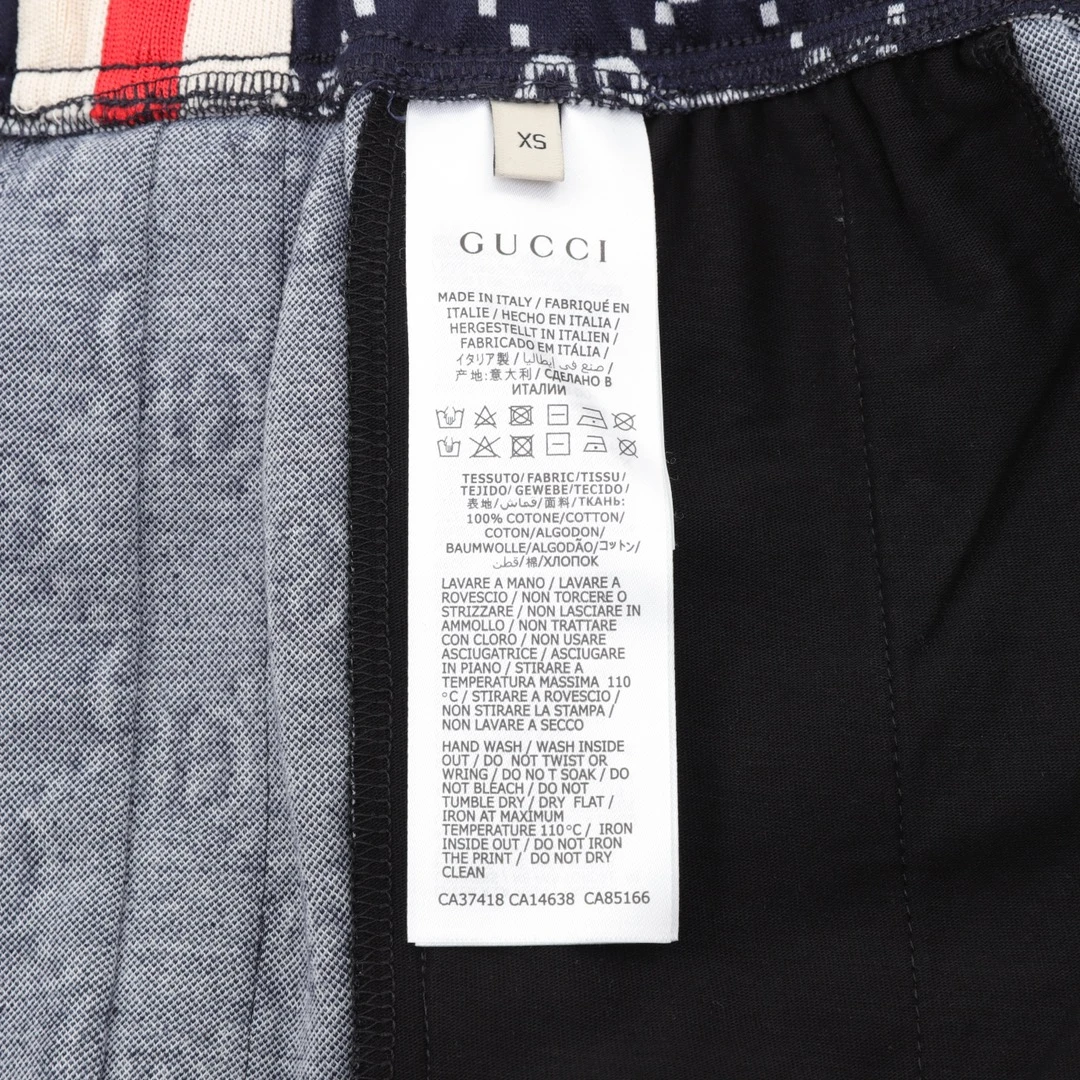 XS
GUCCI
MADE IN ITALY / FABRIQUÉ EN
ITALIE / HECHO EN ITALIA /
HERGESTELLT IN ITALIEN /
FABRICADO EM ITÁLIA /
イタリア製 / صنع في إيطاليا /
产地:意大利 / СДЕЛАНО В
ИТАЛИИ
TESSUTO/FABRIC/TISSU/
TEJIDO/ GEWEBE/TECIDO/
表地/قماش/面料/ТКАНЬ:
100% COTONE/COTTON/
COTON/ALGODON/
BAUMWOLLE/ALGODÃO/コットン/
قطن/棉/ХЛОПОК
LAVARE A MANO / LAVARE A
ROVESCIO / NON TORCERE O
STRIZZARE / NON LASCIARE IN
AMMOLLO / NON TRATTARE
CON CLORO / NON USARE
ASCIUGATRICE / ASCIUGARE
IN PIANO / STIRARE A
TEMPERATURA MASSIMA 110
°C / STIRARE A ROVESCIO /
NON STIRARE LA STAMPA /
NON LAVARE A SECCO
HAND WASH / WASH INSIDE
OUT / DO NOT TWIST OR
WRING / DO NO T SOAK / DO
NOT BLEACH / DO NOT
TUMBLE DRY / DRY FLAT /
IRON AT MAXIMUM
TEMPERATURE 110°C / IRON
INSIDE OUT / DO NOT IRON
THE PRINT / DO NOT DRY
CLEAN
CA37418 CA14638 CA85166